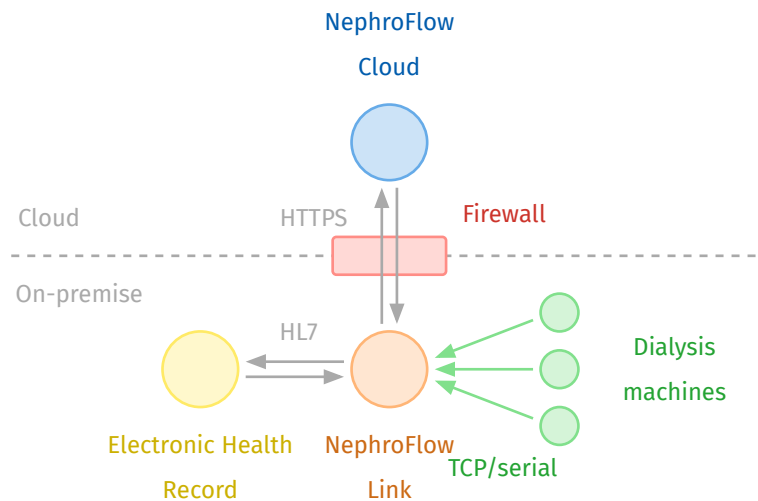 NephroFlow
Cloud
Cloud
HTTPS
Firewall
On-premise
HL7
Dialysis
machines
Electronic Health
Record
NephroFlow
Link
TCP/serial